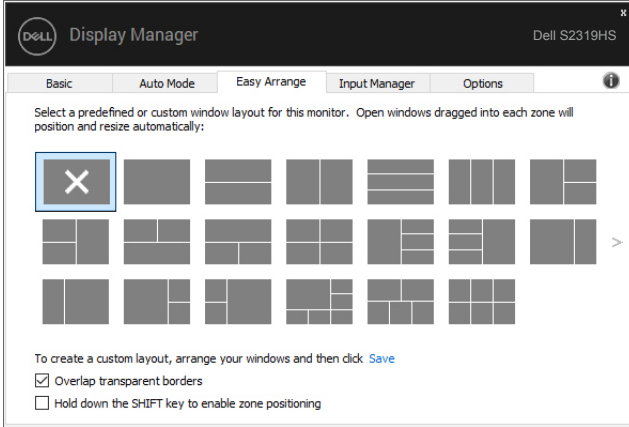 x
DELL Display Manager Dell S2319HS
Basic Auto Mode Easy Arrange Input Manager Options i
Select a predefined or custom window layout for this monitor. Open windows dragged into each zone will
position and resize automatically:
>
To create a custom layout, arrange your windows and then click Save
Overlap transparent borders
Hold down the SHIFT key to enable zone positioning